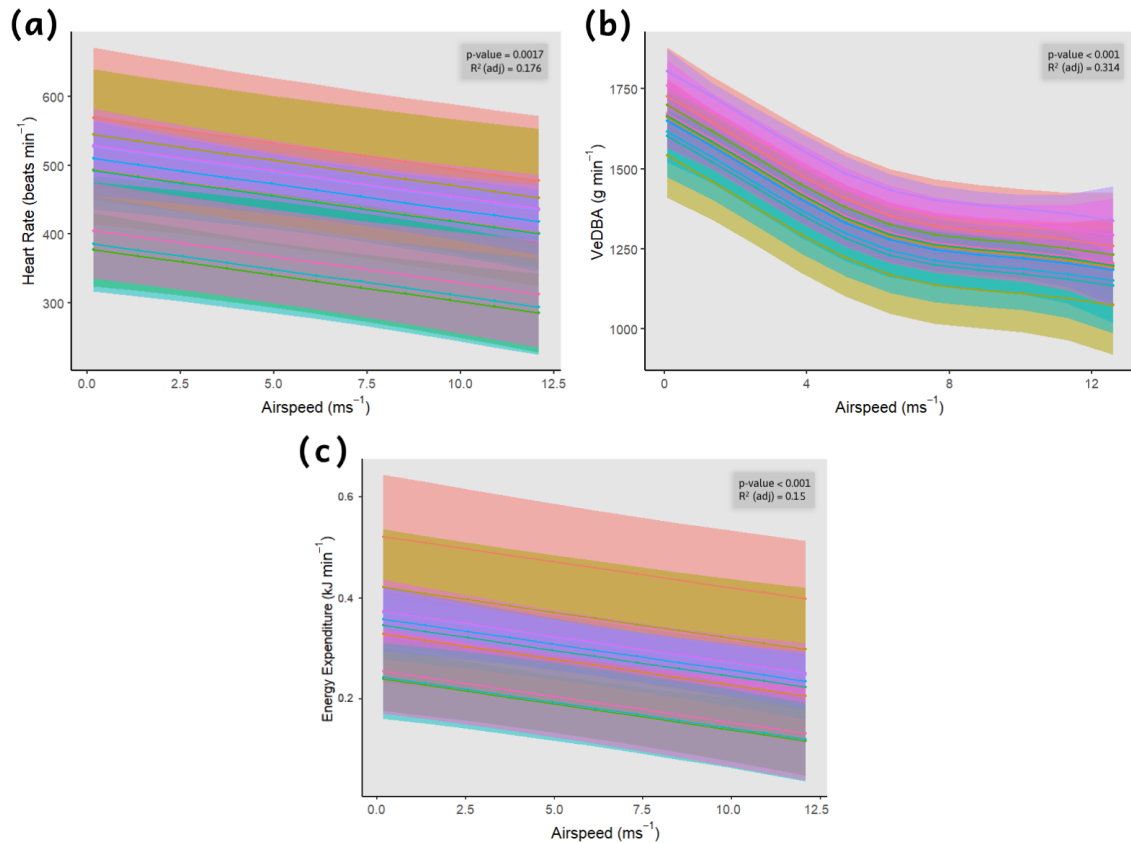 (a)
p-value = 0.0017
R² (adj) = 0.176
Heart Rate (beats min⁻¹)
600
500
400
300
0.0 2.5 5.0 7.5 10.0 12.5
Airspeed (ms⁻¹)
(b)
p-value < 0.001
R² (adj) = 0.314
VeDBA (g min⁻¹)
1750
1500
1250
1000
0 4 8 12
Airspeed (ms⁻¹)
(c)
p-value < 0.001
R² (adj) = 0.15
Energy Expenditure (kJ min⁻¹)
0.6
0.4
0.2
0.0 2.5 5.0 7.5 10.0 12.5
Airspeed (ms⁻¹)